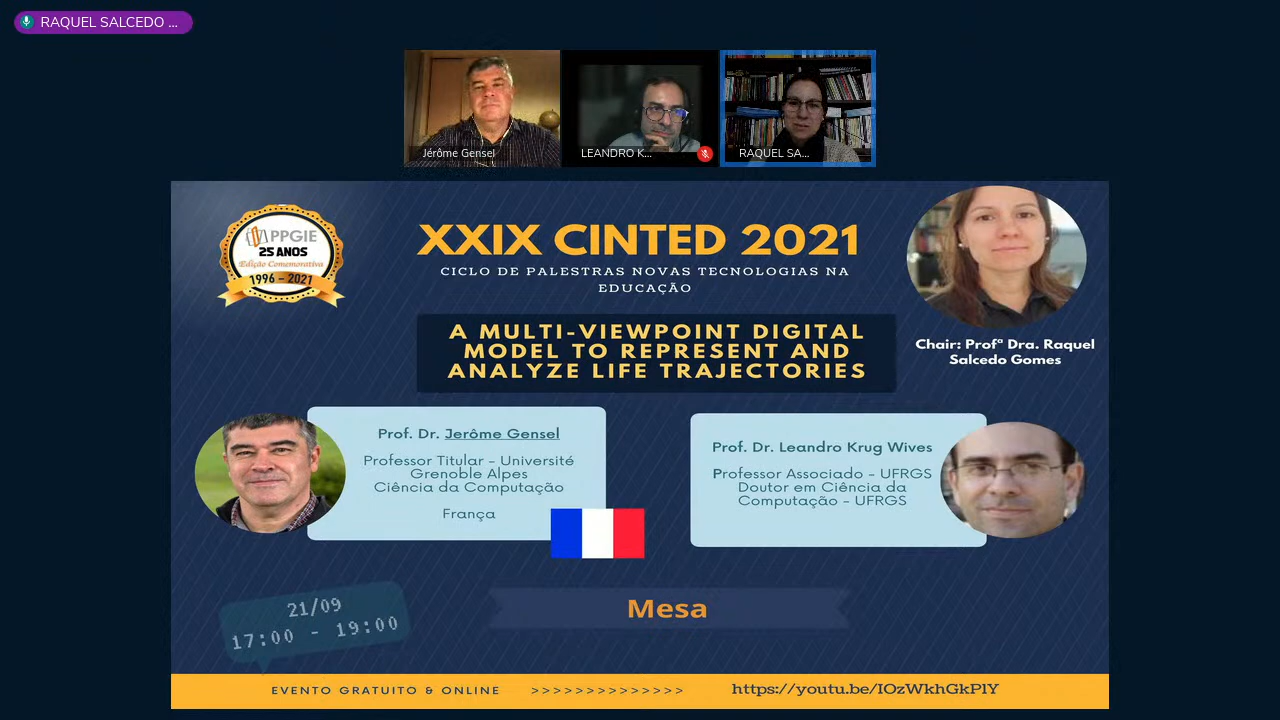 RAQUEL SALCEDO ...
Jérôme Gensel
LEANDRO K...
RAQUEL SA...
PPGIE
25 ANOS
Edição Comemorativa
1996 - 2021
XXIX CINTED 2021
CICLO DE PALESTRAS NOVAS TECNOLOGIAS NA
EDUCAÇÃO
A MULTI-VIEWPOINT DIGITAL
MODEL TO REPRESENT AND
ANALYZE LIFE TRAJECTORIES
Chair: Profª Dra. Raquel
Salcedo Gomes
Prof. Dr. Jerôme Gensel
Professor Titular - Université
Grenoble Alpes
Ciência da Computação
França
Prof. Dr. Leandro Krug Wives
Professor Associado - UFRGS
Doutor em Ciência da
Computação - UFRGS
21/09
17:00 - 19:00
Mesa
EVENTO GRATUITO & ONLINE >>>>>>>>>>>>>> https://youtu.be/IOzWkhGkPlY